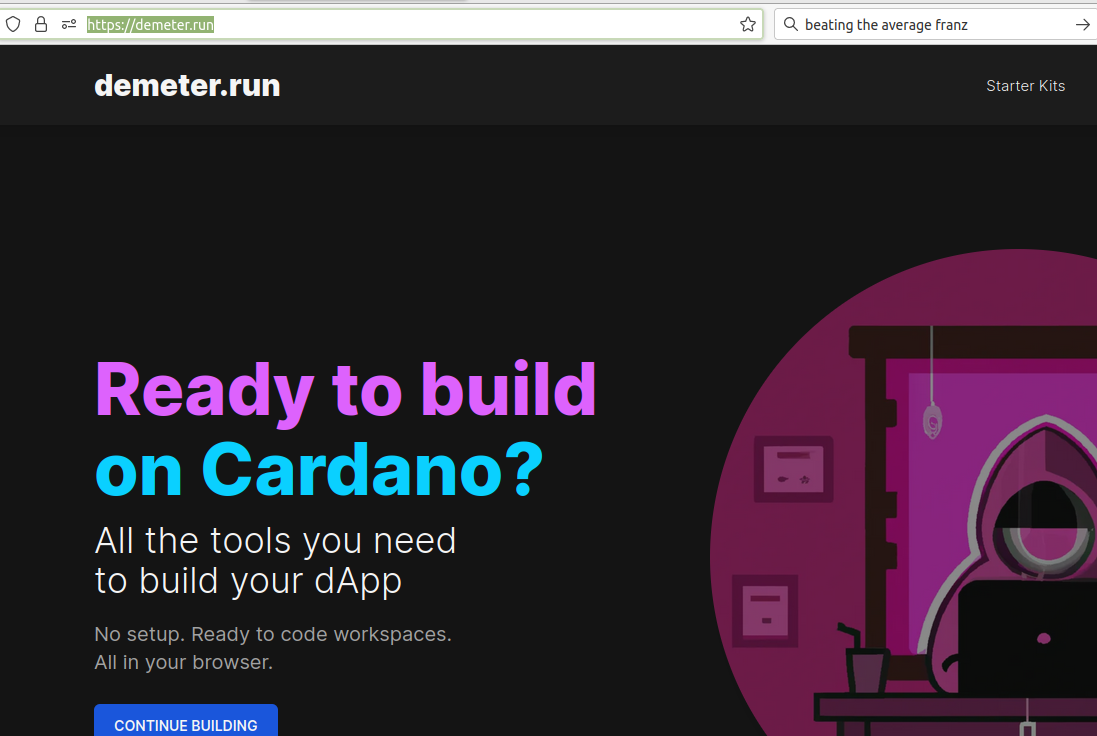 https://demeter.run
beating the average franz
demeter.run
Starter Kits
Ready to build
on Cardano?
All the tools you need
to build your dApp
No setup. Ready to code workspaces.
All in your browser.
CONTINUE BUILDING